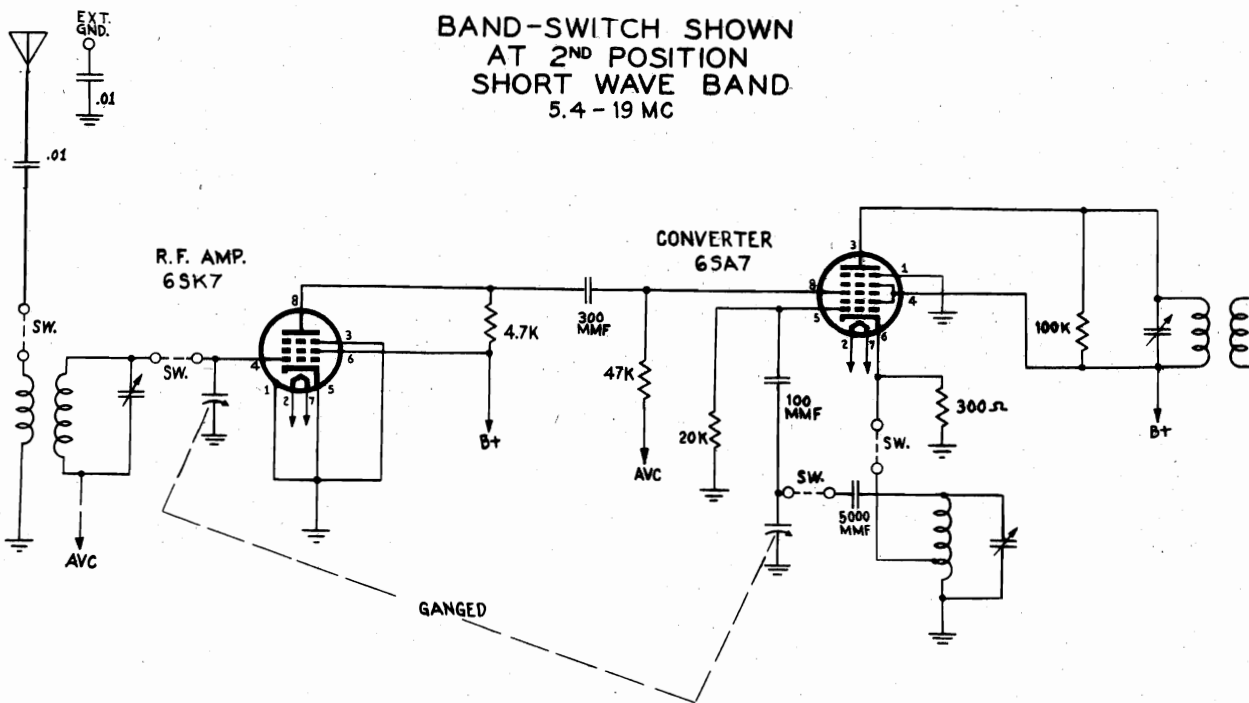 BAND-SWITCH SHOWN
AT 2ND POSITION
SHORT WAVE BAND
5.4 - 19 MC
EXT.
GND.
.01
.01
SW.
SW.
AVC
R.F. AMP.
6SK7
8
3
6
4
1
2
7
5
4.7K
B+
300
MMF
47K
AVC
CONVERTER
6SA7
3
1
8
4
5
2
7
6
20K
100
MMF
SW.
5000
MMF
SW.
300Ω
100K
B+
GANGED